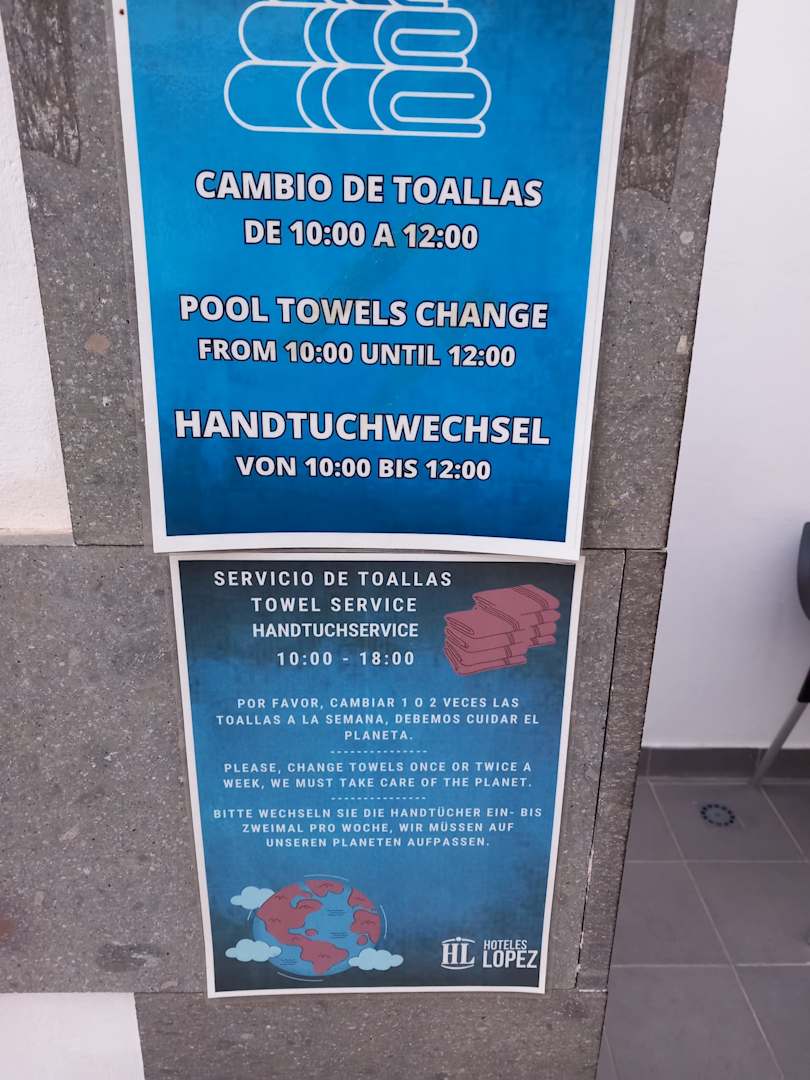 CAMBIO DE TOALLAS
DE 10:00 A 12:00
POOL TOWELS CHANGE
FROM 10:00 UNTIL 12:00
HANDTUCHWECHSEL
VON 10:00 BIS 12:00
SERVICIO DE TOALLAS
TOWEL SERVICE
HANDTUCHSERVICE
10:00 - 18:00
POR FAVOR, CAMBIAR 1 O 2 VECES LAS
TOALLAS A LA SEMANA, DEBEMOS CUIDAR EL
PLANETA.
---------------
PLEASE, CHANGE TOWELS ONCE OR TWICE A
WEEK, WE MUST TAKE CARE OF THE PLANET.
---------------
BITTE WECHSELN SIE DIE HANDTÜCHER EIN- BIS
ZWEIMAL PRO WOCHE, WIR MÜSSEN AUF
UNSEREN PLANETEN AUFPASSEN.
HL HOTELES
LOPEZ